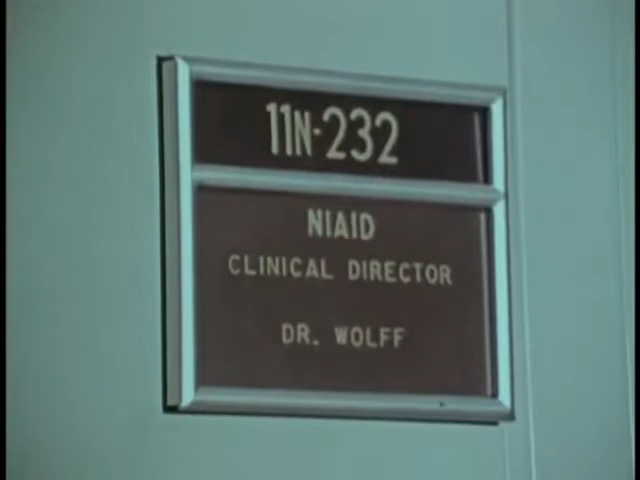 11N-232
NIAID
CLINICAL DIRECTOR
DR. WOLFF